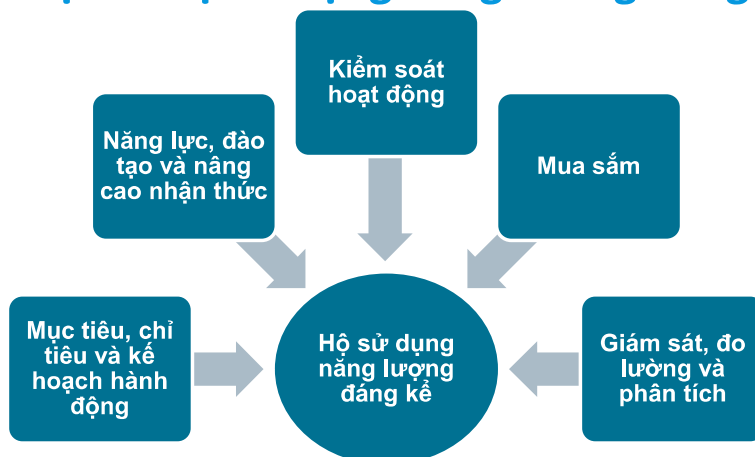 Kiểm soát
hoạt động
Năng lực, đào
tạo và nâng
cao nhận thức
Mua sắm
Mục tiêu, chỉ
tiêu và kế
hoạch hành
động
Hộ sử dụng
năng lượng
đáng kể
Giám sát, đo
lường và
phân tích